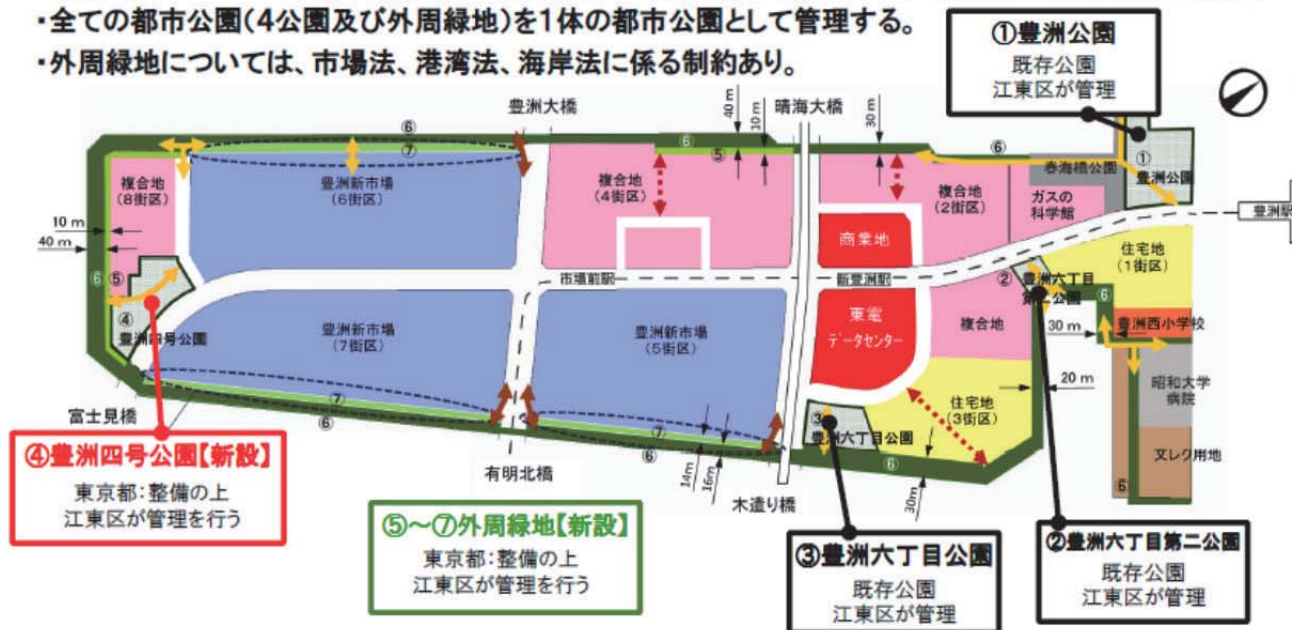 ・全ての都市公園(4公園及び外周緑地)を1体の都市公園として管理する。
・外周緑地については、市場法、港湾法、海岸法に係る制約あり。
①豊洲公園
既存公園
江東区が管理
豊洲大橋
晴海大橋
40m
10m
30m
⑥
⑦
⑥
⑤
⑥
春海橋公園
①
豊洲公園
複合地
(8街区)
豊洲新市場
(6街区)
複合地
(4街区)
複合地
(2街区)
ガスの
科学館
豊洲駅
10m
40m
商業地
住宅地
(1街区)
⑥
⑤
市場前駅
新豊洲駅
②
豊洲六丁目
第二公園
⑥
④
豊洲四号公園
豊洲新市場
(7街区)
豊洲新市場
(5街区)
東電
データセンター
複合地
30m
豊洲西小学校
20m
昭和大学
病院
富士見橋
⑦
⑥
⑦
⑥
③
豊洲六丁目公園
住宅地
(3街区)
⑥
文レク用地
⑥
有明北橋
14m
16m
木遣り橋
30m
④豊洲四号公園【新設】
東京都:整備の上
江東区が管理を行う
⑤～⑦外周緑地【新設】
東京都:整備の上
江東区が管理を行う
③豊洲六丁目公園
既存公園
江東区が管理
②豊洲六丁目第二公園
既存公園
江東区が管理